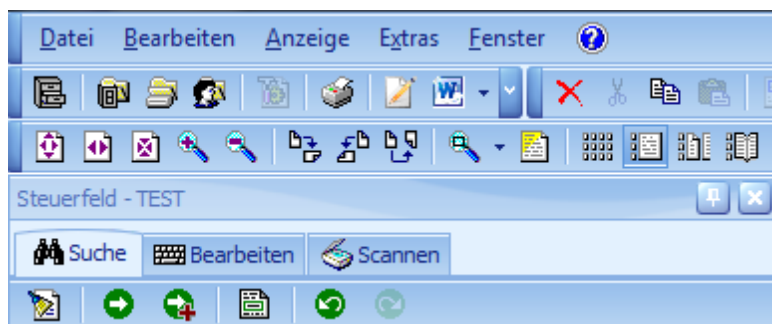 Datei Bearbeiten Anzeige Extras Fenster
Steuerfeld - TEST
Suche Bearbeiten Scannen